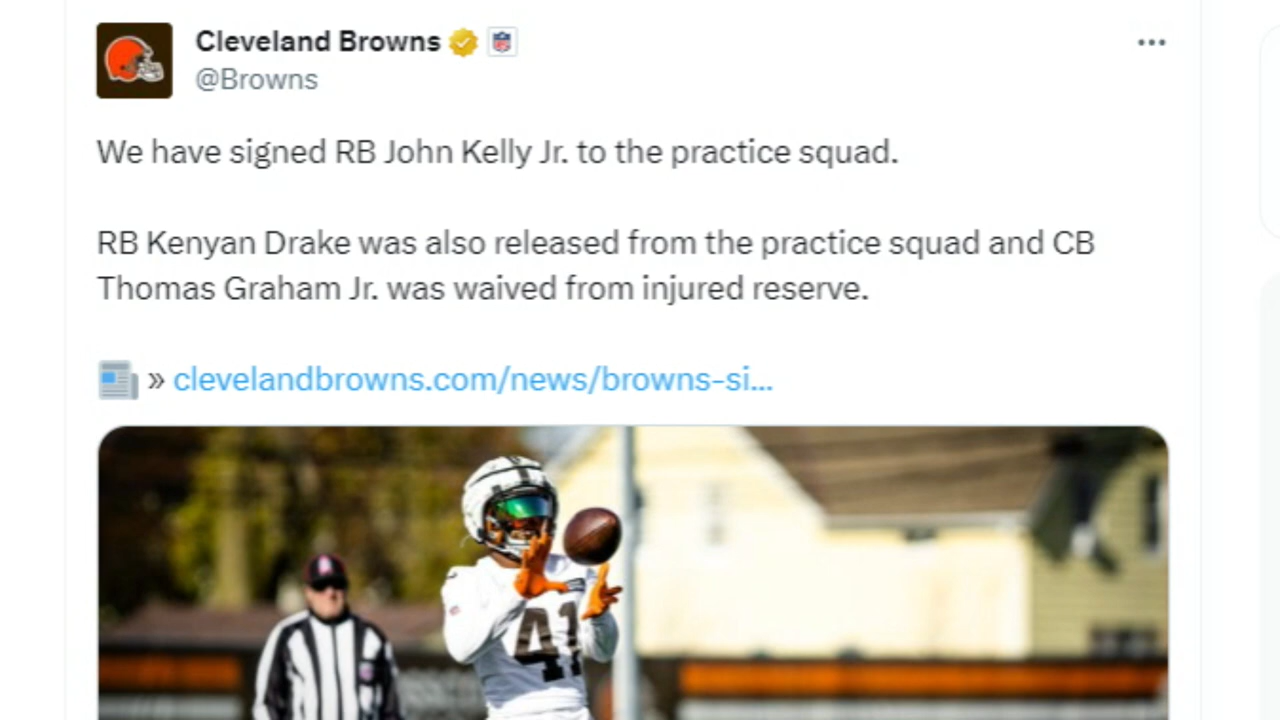 Cleveland Browns
@Browns
We have signed RB John Kelly Jr. to the practice squad.
RB Kenyan Drake was also released from the practice squad and CB
Thomas Graham Jr. was waived from injured reserve.
» clevelandbrowns.com/news/browns-si...
41